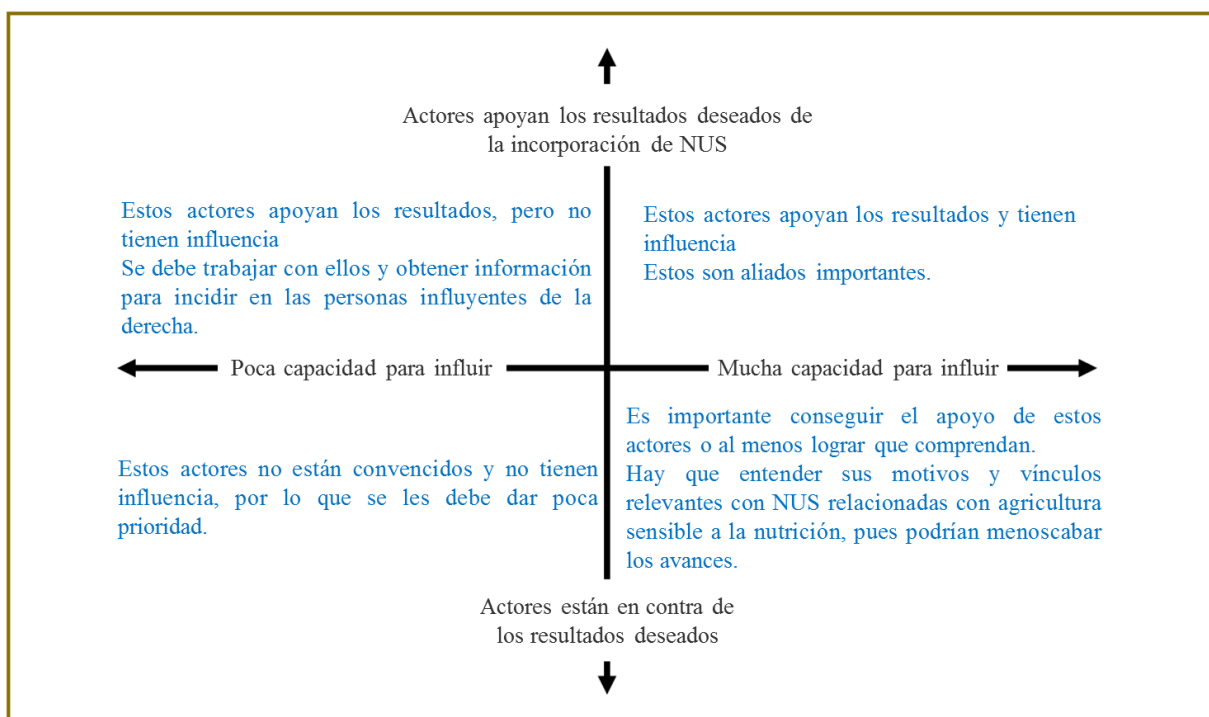 Actores apoyan los resultados deseados de
la incorporación de NUS
Estos actores apoyan los resultados, pero no
tienen influencia
Se debe trabajar con ellos y obtener información
para incidir en las personas influyentes de la
derecha.
Estos actores apoyan los resultados y tienen
influencia
Estos son aliados importantes.
Poca capacidad para influir
Mucha capacidad para influir
Estos actores no están convencidos y no tienen
influencia, por lo que se les debe dar poca
prioridad.
Es importante conseguir el apoyo de estos
actores o al menos lograr que comprendan.
Hay que entender sus motivos y vínculos
relevantes con NUS relacionadas con agricultura
sensible a la nutrición, pues podrían menoscabar
los avances.
Actores están en contra de
los resultados deseados